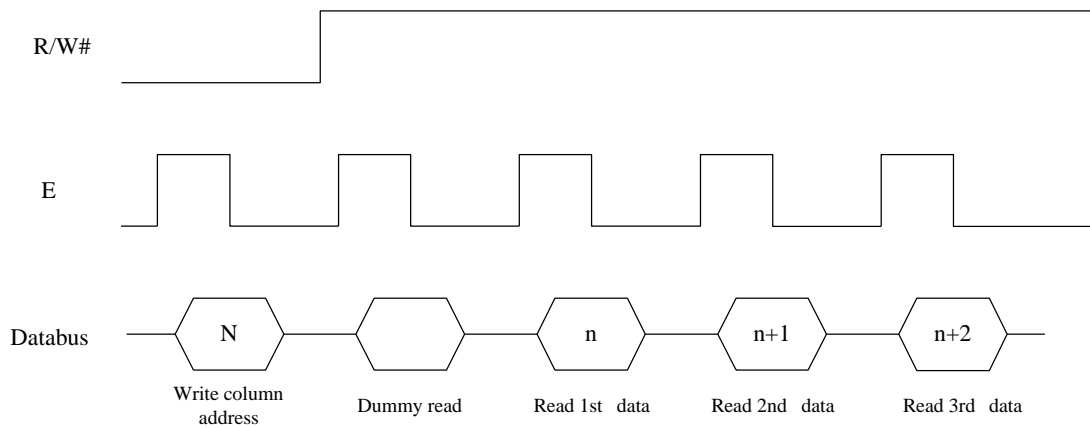 R/W#
E
Databus
N
n
n+1
n+2
Write column
address
Dummy read
Read 1st data
Read 2nd data
Read 3rd data